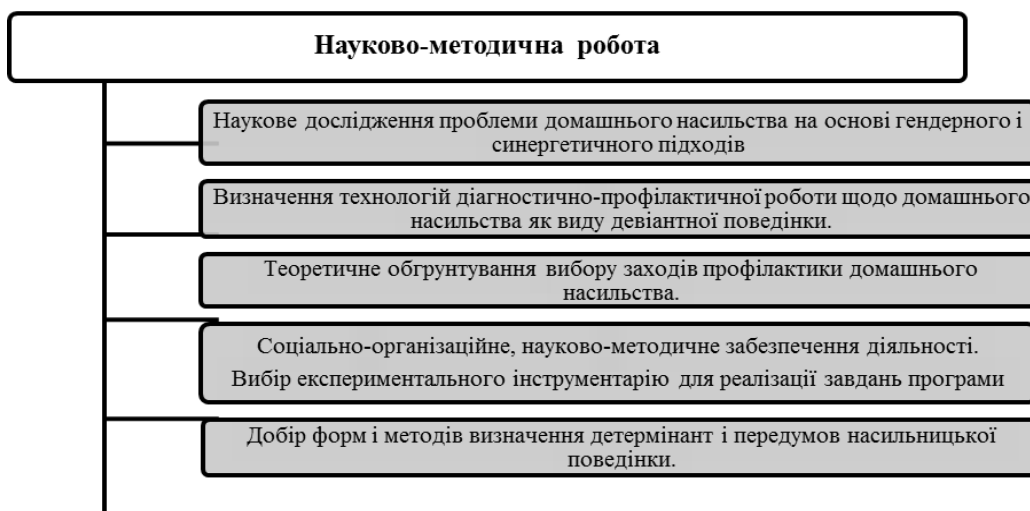 Науково-методична робота
Наукове дослідження проблеми домашнього насильства на основі гендерного і
синергетичного підходів
Визначення технологій діагностично-профілактичної роботи щодо домашнього
насильства як виду девіантної поведінки.
Теоретичне обгрунтування вибору заходів профілактики домашнього
насильства.
Соціально-організаційне, науково-методичне забезпечення діяльності.
Вибір експериментального інструментарію для реалізації завдань програми
Добір форм і методів визначення детермінант і передумов насильницької
поведінки.